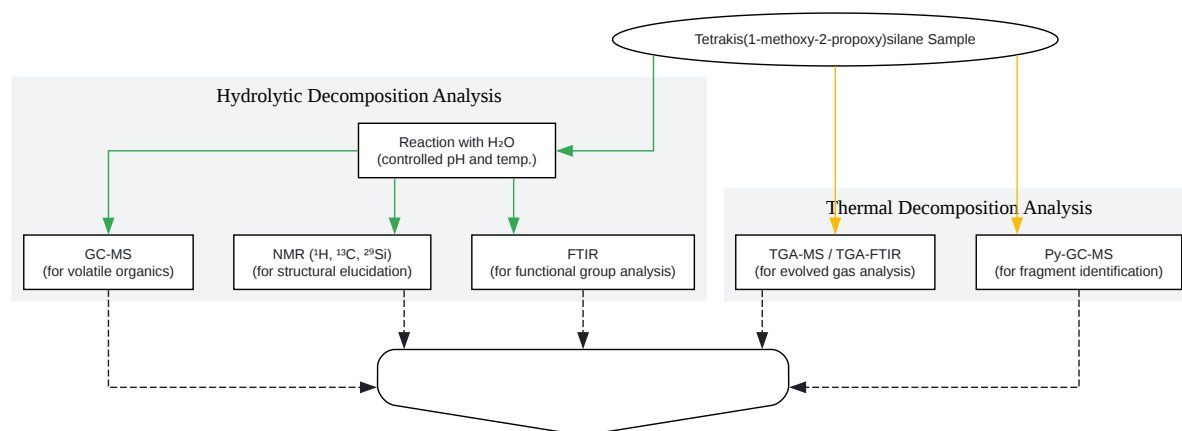 Tetrakis(1-methoxy-2-propoxy)silane Sample
Hydrolytic Decomposition Analysis
Reaction with H₂O
(controlled pH and temp.)
Thermal Decomposition Analysis
GC-MS
(for volatile organics)
NMR (¹H, ¹³C, ²⁹Si)
(for structural elucidation)
FTIR
(for functional group analysis)
TGA-MS / TGA-FTIR
(for evolved gas analysis)
Py-GC-MS
(for fragment identification)